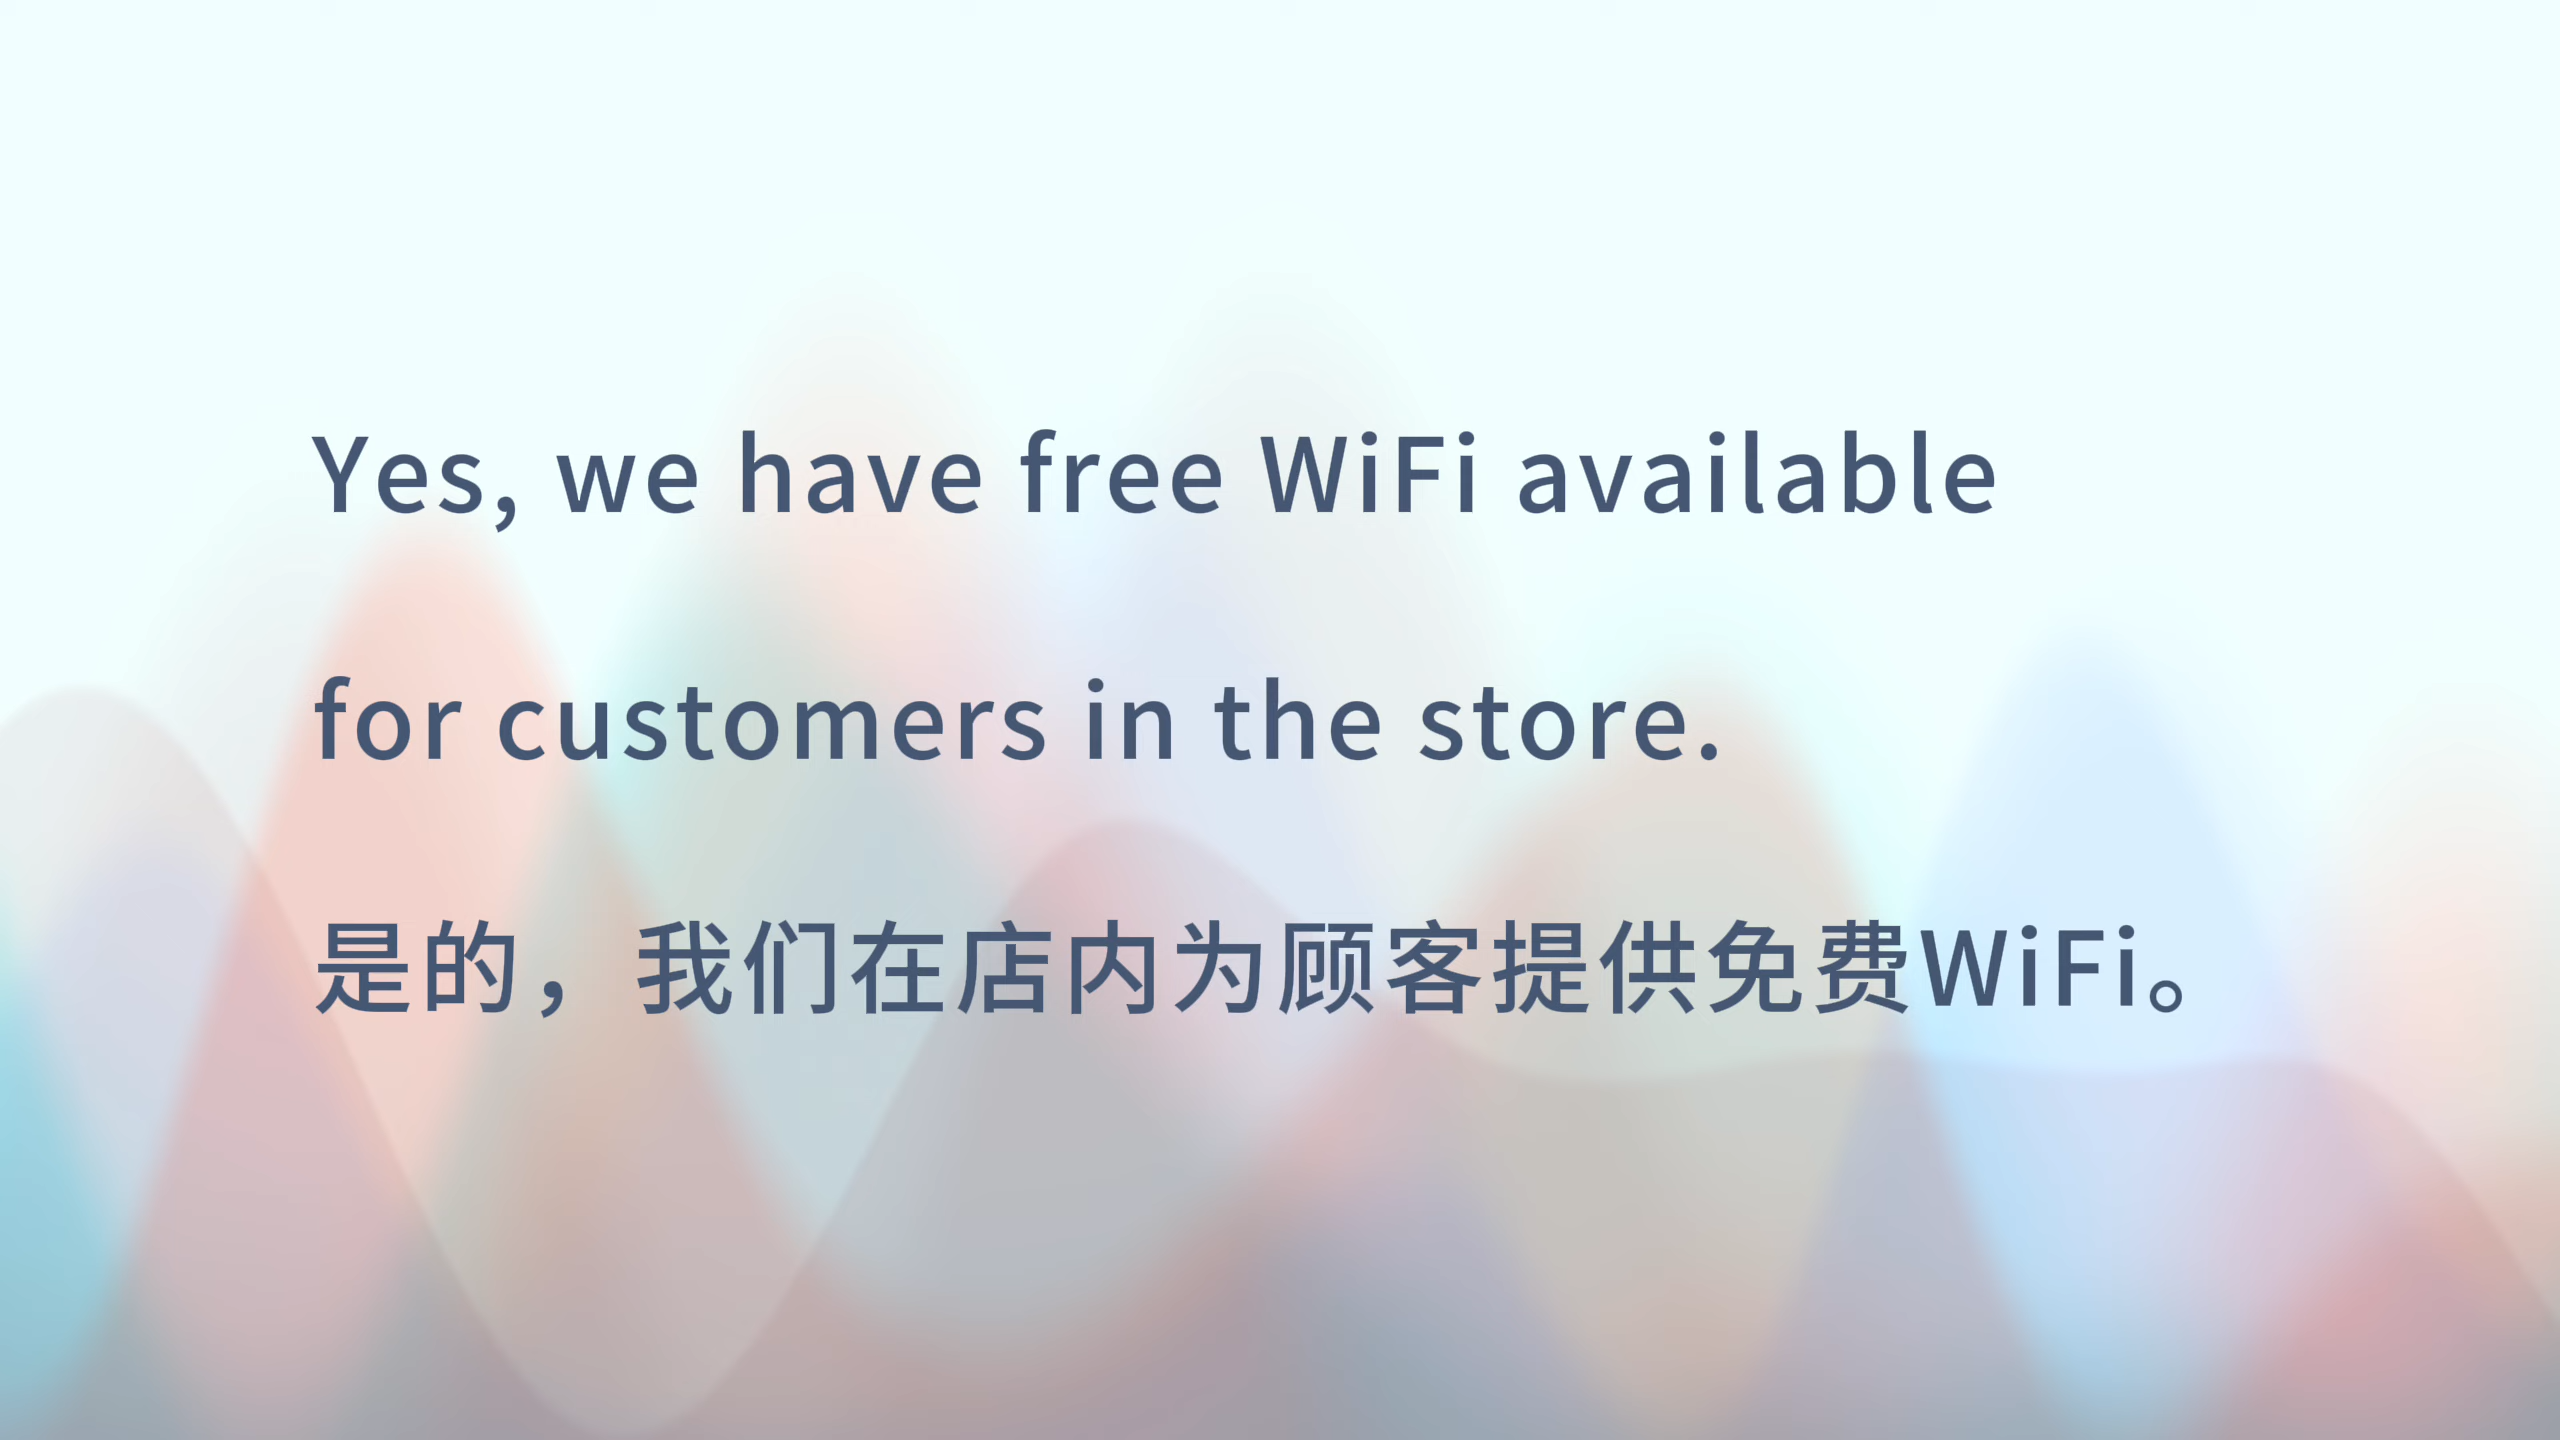 Yes, we have free WiFi available
for customers in the store.
是的，我们在店内为顾客提供免费WiFi。